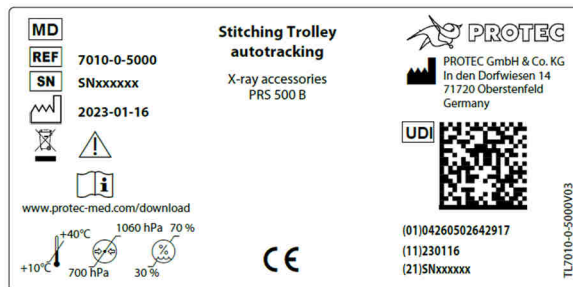 MD
REF 7010-0-5000
SN SNxxxxxx
2023-01-16
www.protec-med.com/download
+10°C
+40°C
700 hPa
1060 hPa
30 %
70 %
Stitching Trolley
autotracking
X-ray accessories
PRS 500 B
CE
PROTEC
PROTEC GmbH & Co. KG
In den Dorfwiesen 14
71720 Oberstenfeld
Germany
UDI
(01)04260502642917
(11)230116
(21)SNxxxxxx
TL7010-0-5000V03